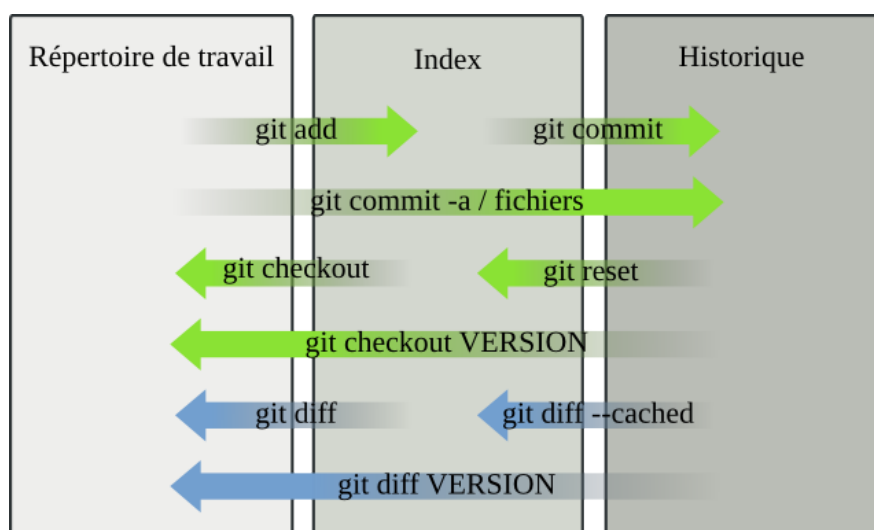 Répertoire de travail
Index
Historique
git add
git commit
git commit -a / fichiers
git checkout
git reset
git checkout VERSION
git diff
git diff --cached
git diff VERSION